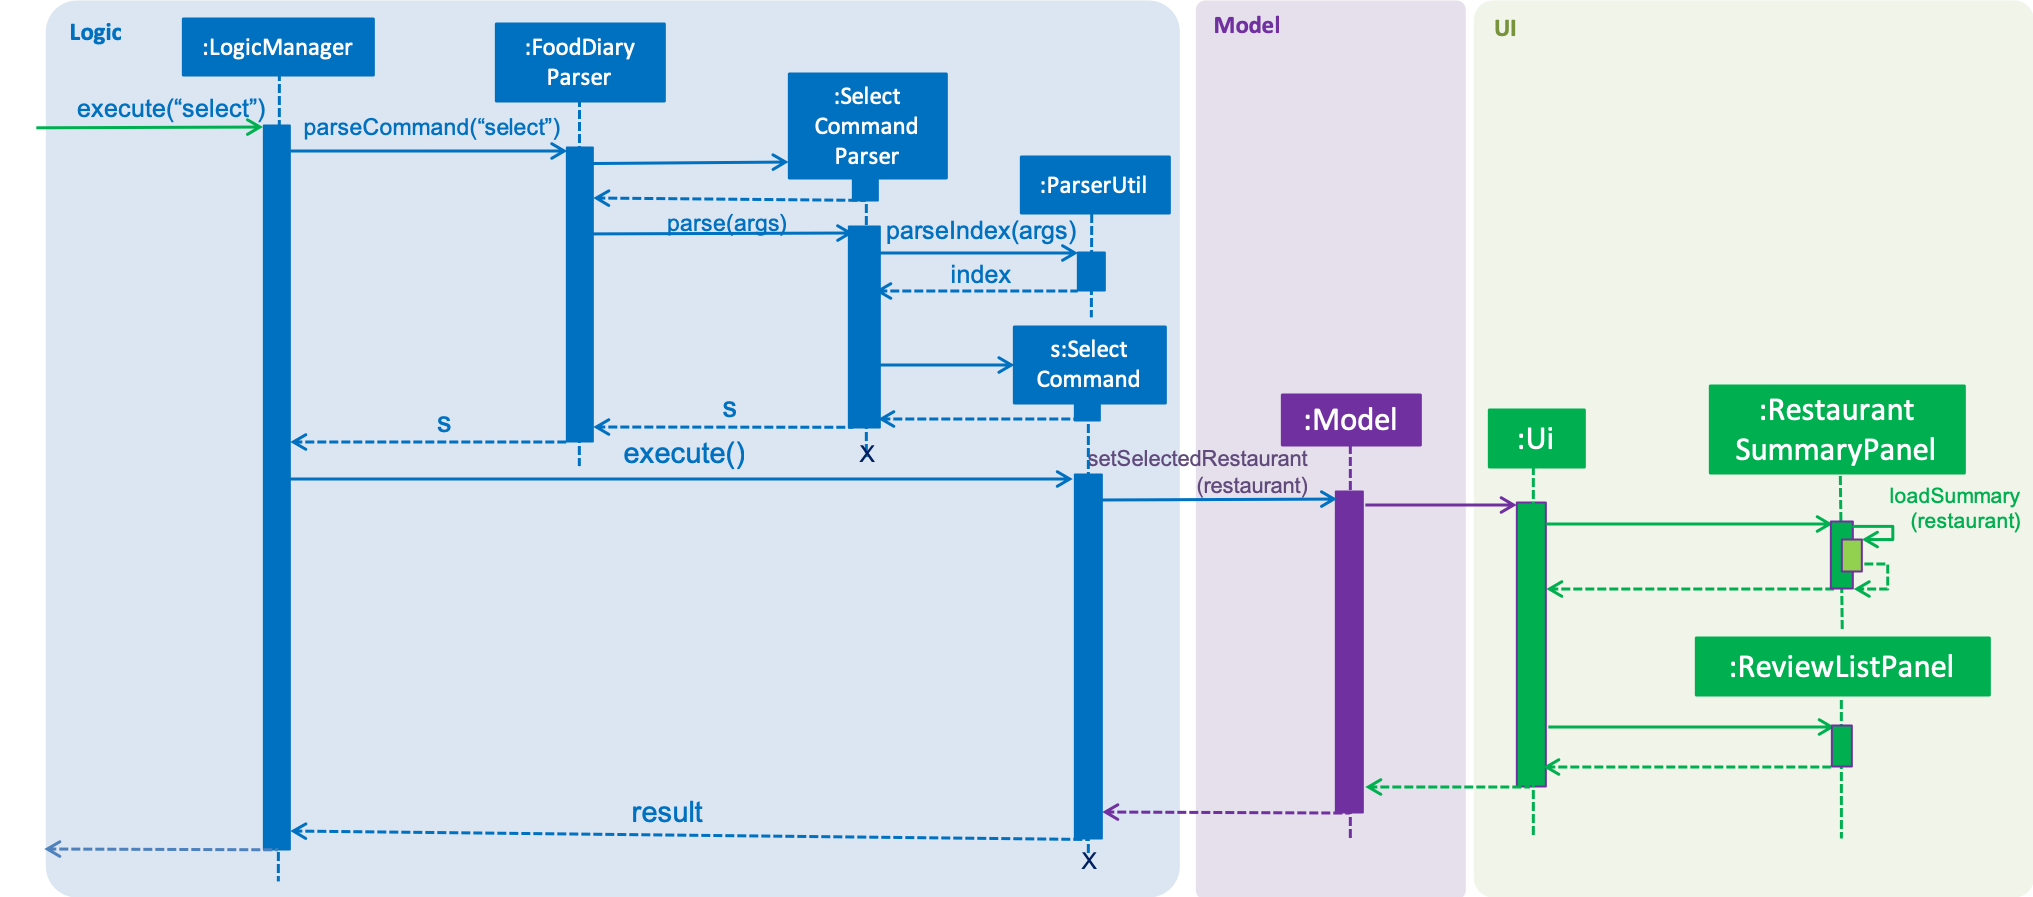 Logic
Model
UI
:LogicManager
:FoodDiary
Parser
:Select
Command
Parser
:ParserUtil
execute(“select”)
parseCommand(“select”)
parse(args)
parseIndex(args)
index
s:Select
Command
s
s
X
execute()
:Model
:Ui
:Restaurant
SummaryPanel
setSelectedRestaurant
(restaurant)
loadSummary
(restaurant)
:ReviewListPanel
result
X